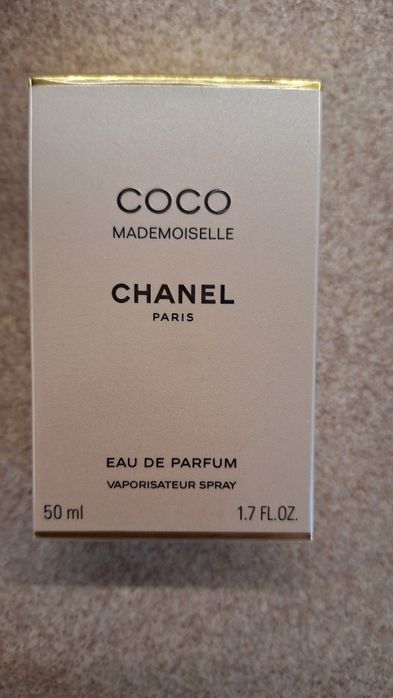 COCO
MADEMOISELLE
CHANEL
PARIS
EAU DE PARFUM
VAPORISATEUR SPRAY
50 ml 1.7 FL.OZ.